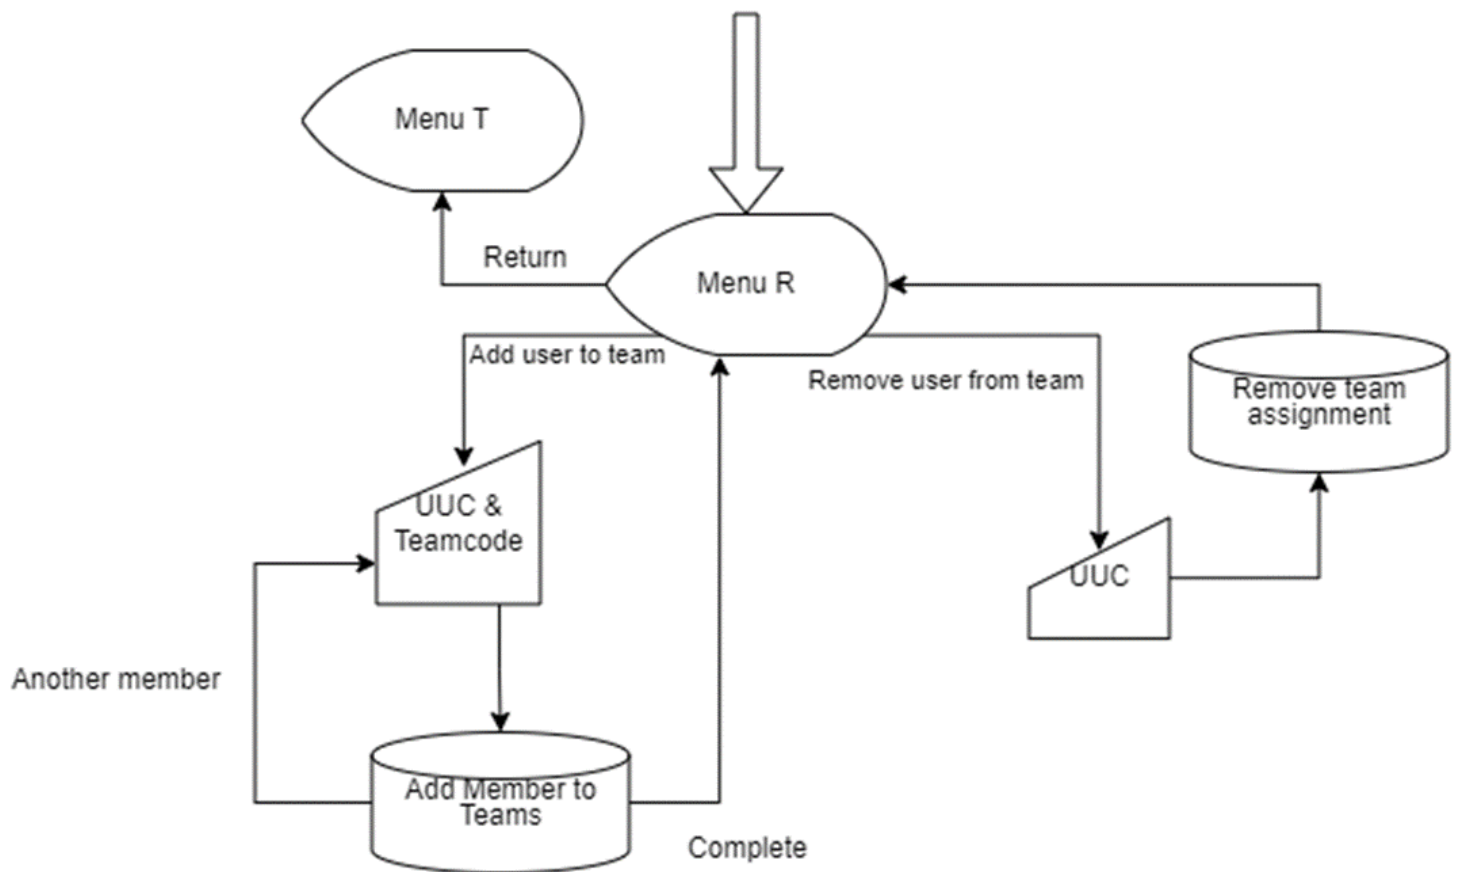 Menu T
Return
Menu R
Add user to team
Remove user from team
Remove team
assignment
UUC &
Teamcode
UUC
Another member
Add Member to
Teams
Complete